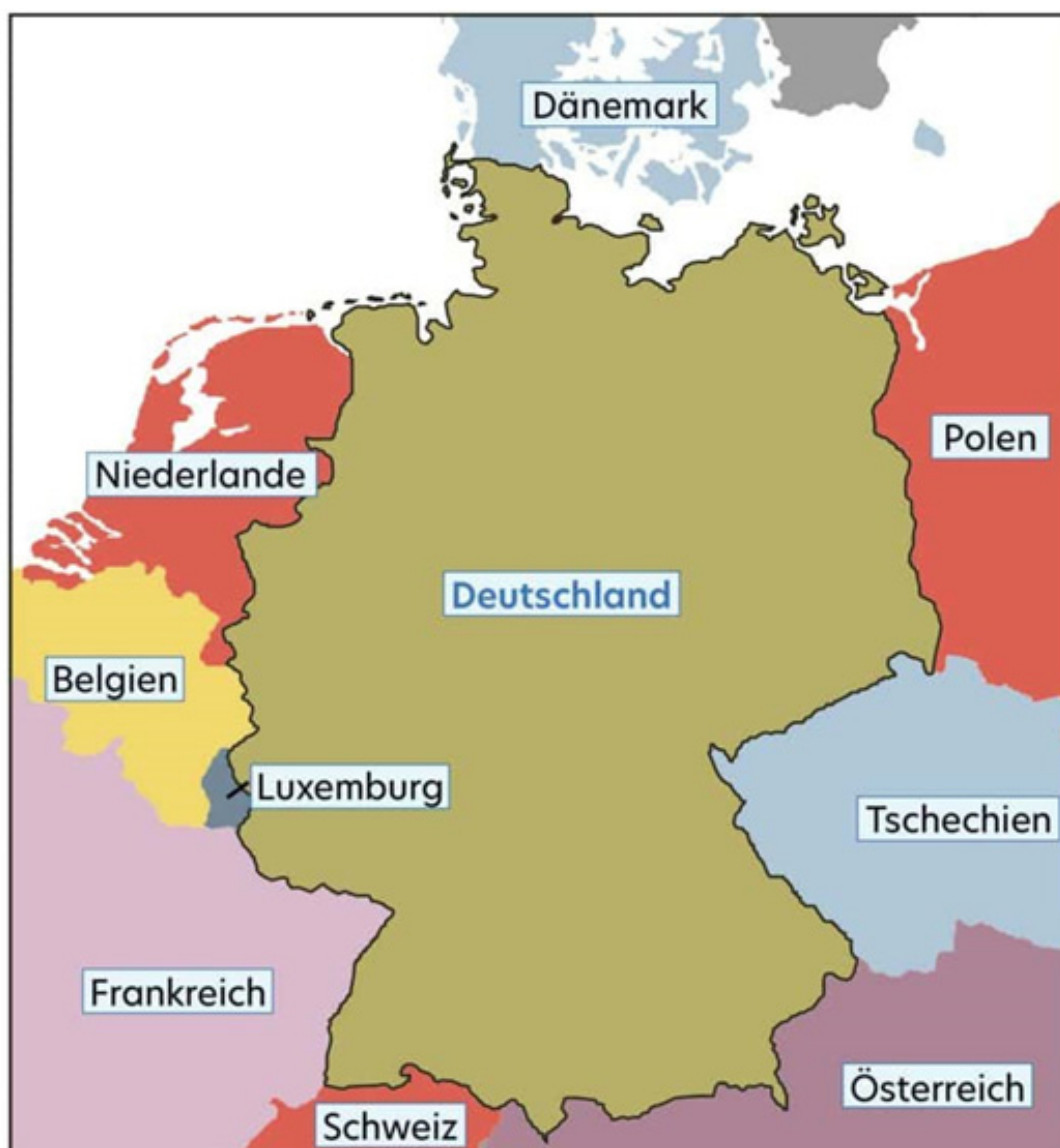 Dänemark
Polen
Niederlande
Deutschland
Belgien
Luxemburg
Tschechien
Frankreich
Österreich
Schweiz